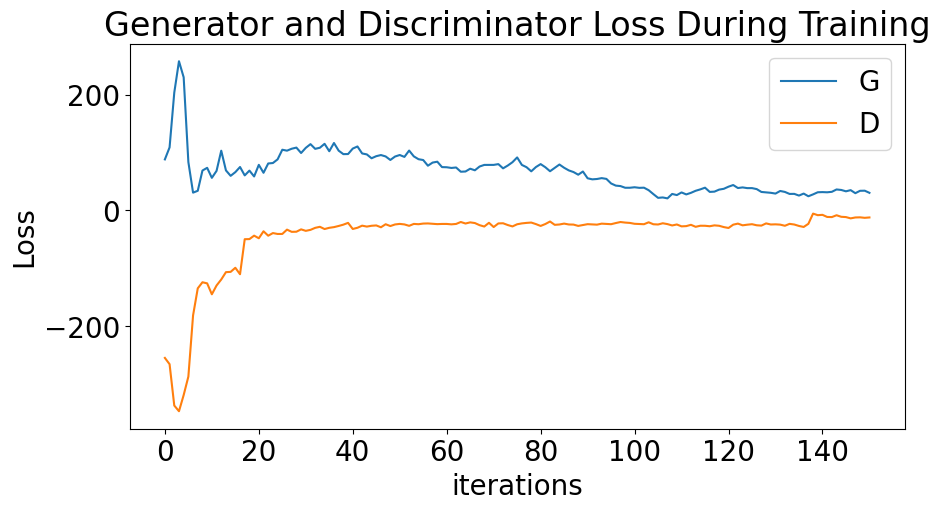 Generator and Discriminator Loss During Training
G
D
200
0
−200
Loss
0 20 40 60 80 100 120 140
iterations